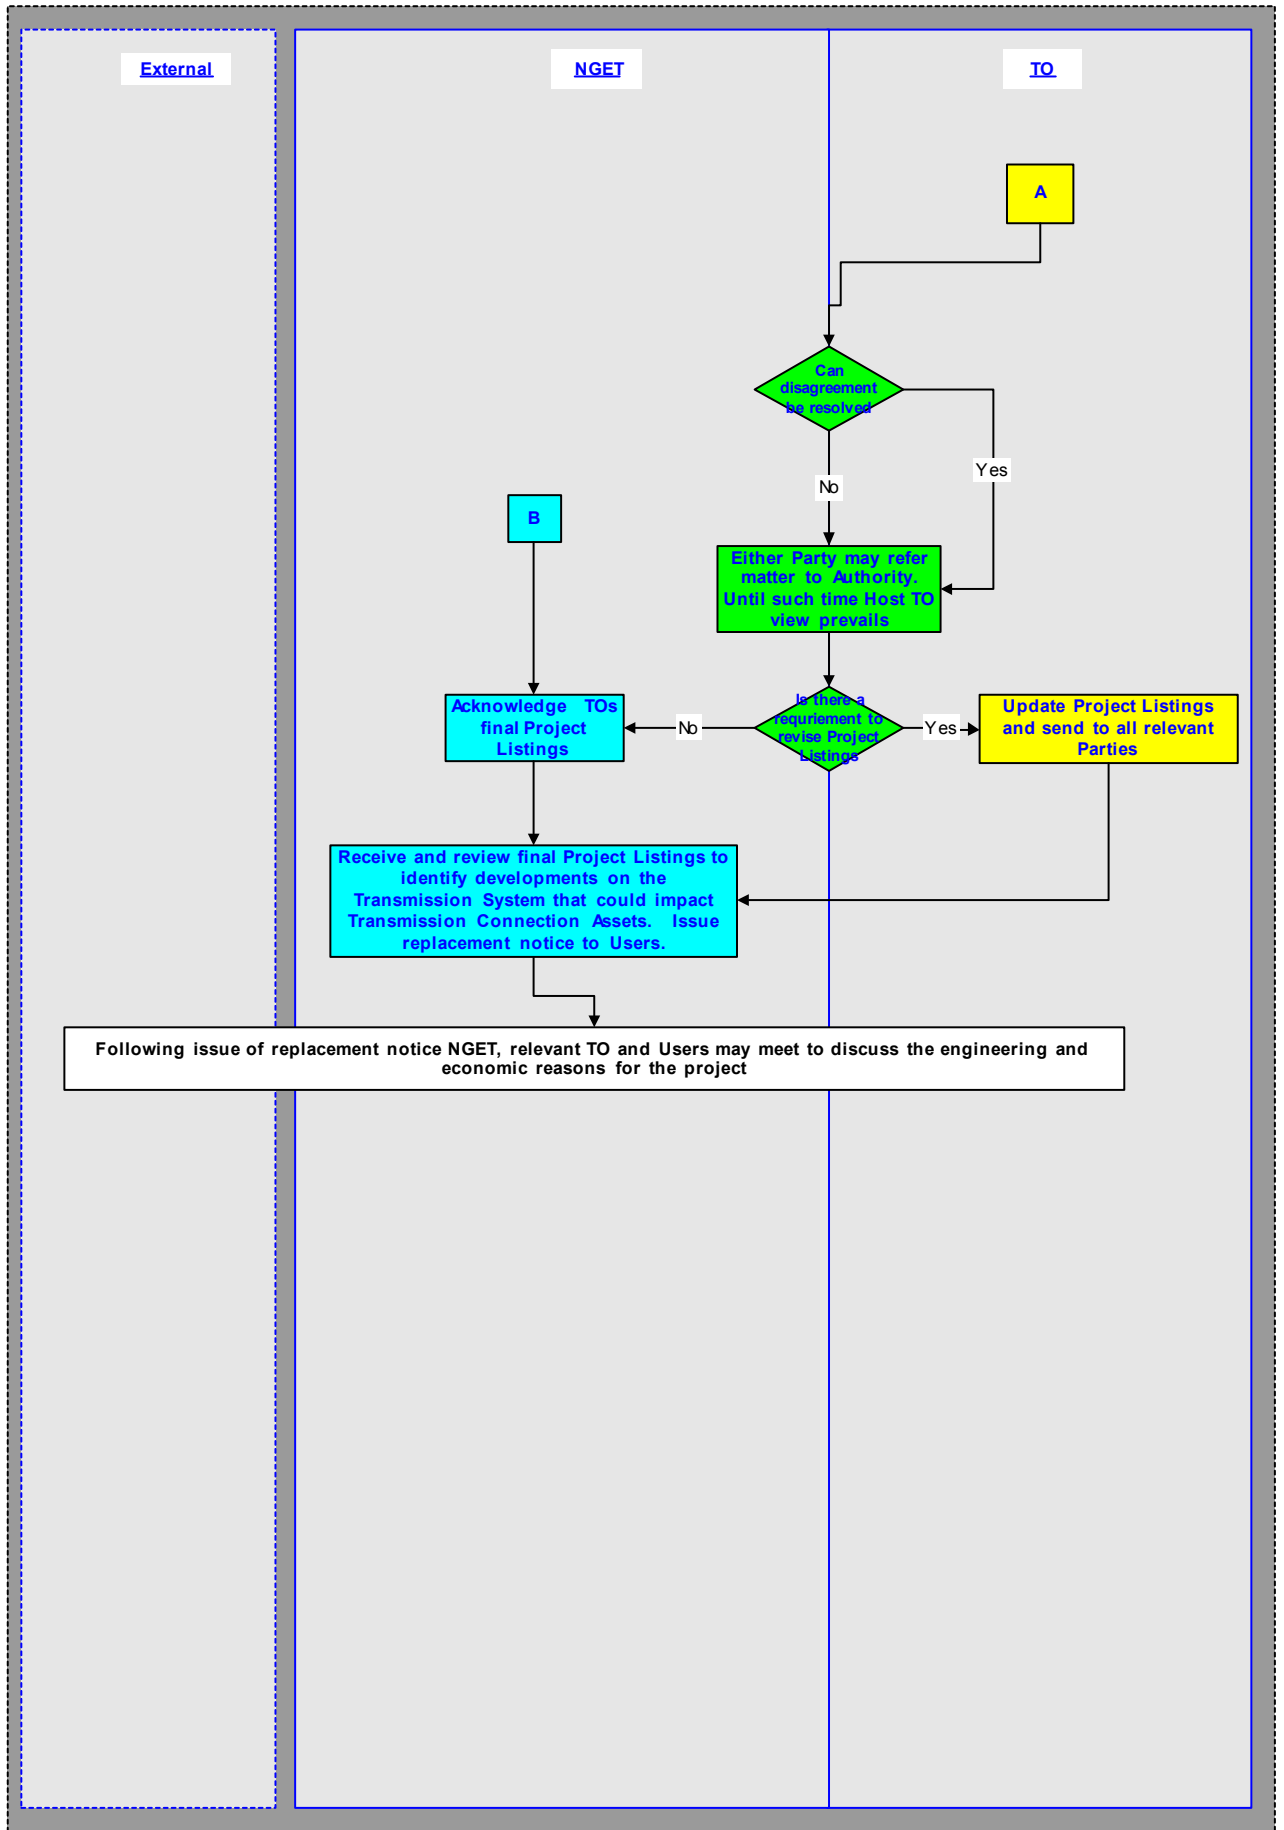 External
NGET
TO
A
Can
disagreement
be resolved
Yes
No
B
Either Party may refer
matter to Authority.
Until such time Host TO
view prevails
Acknowledge TOs
final Project
Listings
No
Is there a
requriement to
revise Project
Listings
Yes
Update Project Listings
and send to all relevant
Parties
Receive and review final Project Listings to
identify developments on the
Transmission System that could impact
Transmission Connection Assets. Issue
replacement notice to Users.
Following issue of replacement notice NGET, relevant TO and Users may meet to discuss the engineering and
economic reasons for the project